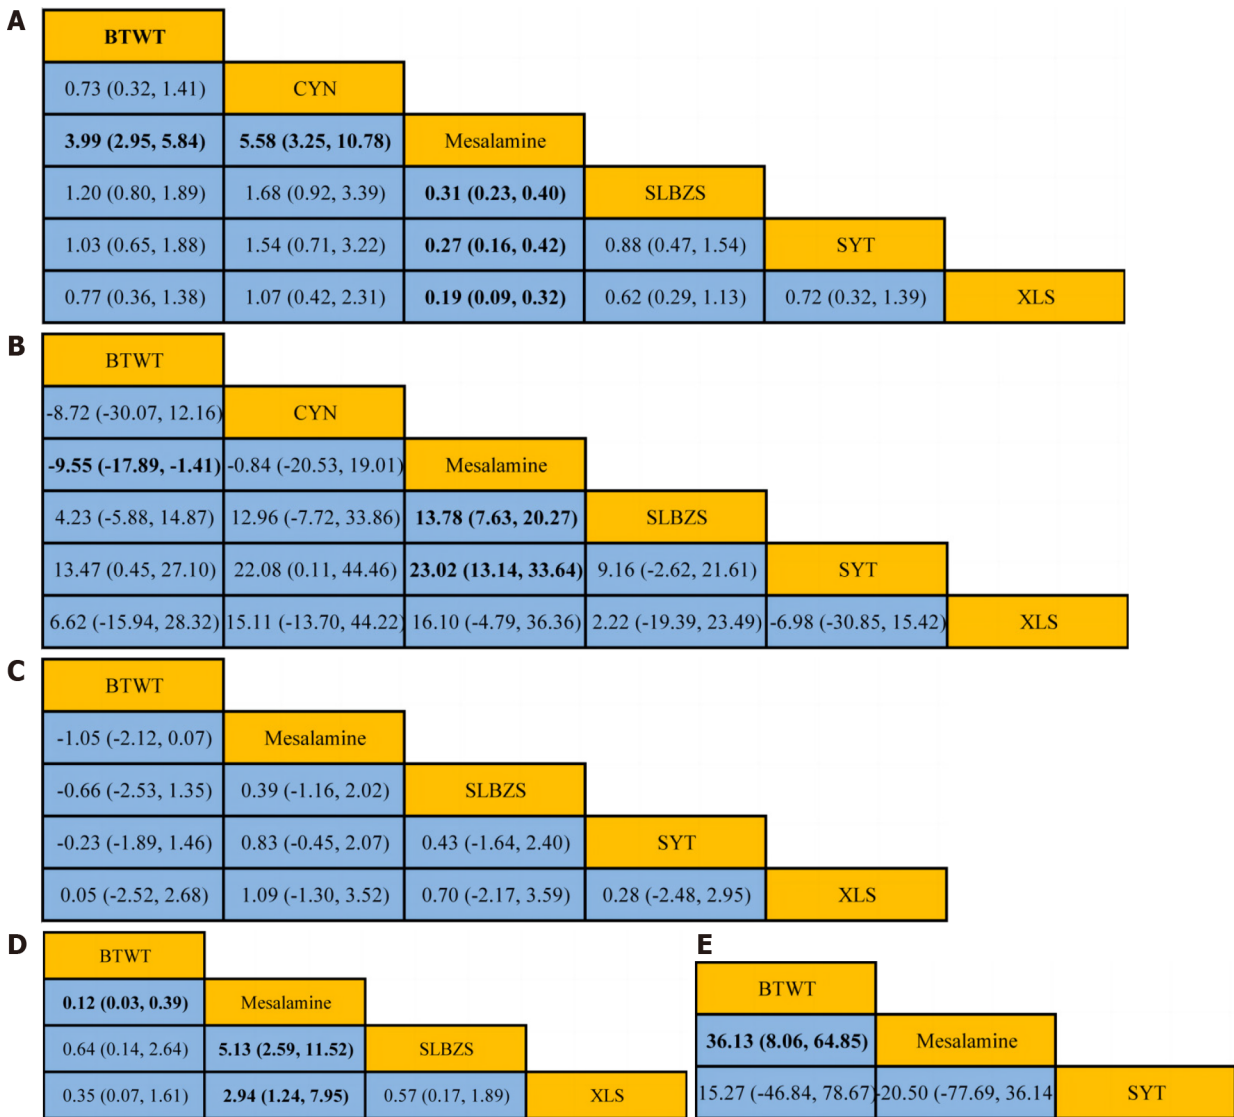 A
BTWT
0.73 (0.32, 1.41) CYN
3.99 (2.95, 5.84) 5.58 (3.25, 10.78) Mesalamine
1.20 (0.80, 1.89) 1.68 (0.92, 3.39) 0.31 (0.23, 0.40) SLBZS
1.03 (0.65, 1.88) 1.54 (0.71, 3.22) 0.27 (0.16, 0.42) 0.88 (0.47, 1.54) SYT
0.77 (0.36, 1.38) 1.07 (0.42, 2.31) 0.19 (0.09, 0.32) 0.62 (0.29, 1.13) 0.72 (0.32, 1.39) XLS
B
BTWT
-8.72 (-30.07, 12.16) CYN
-9.55 (-17.89, -1.41) -0.84 (-20.53, 19.01) Mesalamine
4.23 (-5.88, 14.87) 12.96 (-7.72, 33.86) 13.78 (7.63, 20.27) SLBZS
13.47 (0.45, 27.10) 22.08 (0.11, 44.46) 23.02 (13.14, 33.64) 9.16 (-2.62, 21.61) SYT
6.62 (-15.94, 28.32) 15.11 (-13.70, 44.22) 16.10 (-4.79, 36.36) 2.22 (-19.39, 23.49) -6.98 (-30.85, 15.42) XLS
C
BTWT
-1.05 (-2.12, 0.07) Mesalamine
-0.66 (-2.53, 1.35) 0.39 (-1.16, 2.02) SLBZS
-0.23 (-1.89, 1.46) 0.83 (-0.45, 2.07) 0.43 (-1.64, 2.40) SYT
0.05 (-2.52, 2.68) 1.09 (-1.30, 3.52) 0.70 (-2.17, 3.59) 0.28 (-2.48, 2.95) XLS
D
BTWT
0.12 (0.03, 0.39) Mesalamine
0.64 (0.14, 2.64) 5.13 (2.59, 11.52) SLBZS
0.35 (0.07, 1.61) 2.94 (1.24, 7.95) 0.57 (0.17, 1.89) XLS
E
BTWT
36.13 (8.06, 64.85) Mesalamine
15.27 (-46.84, 78.67) -20.50 (-77.69, 36.14 SYT